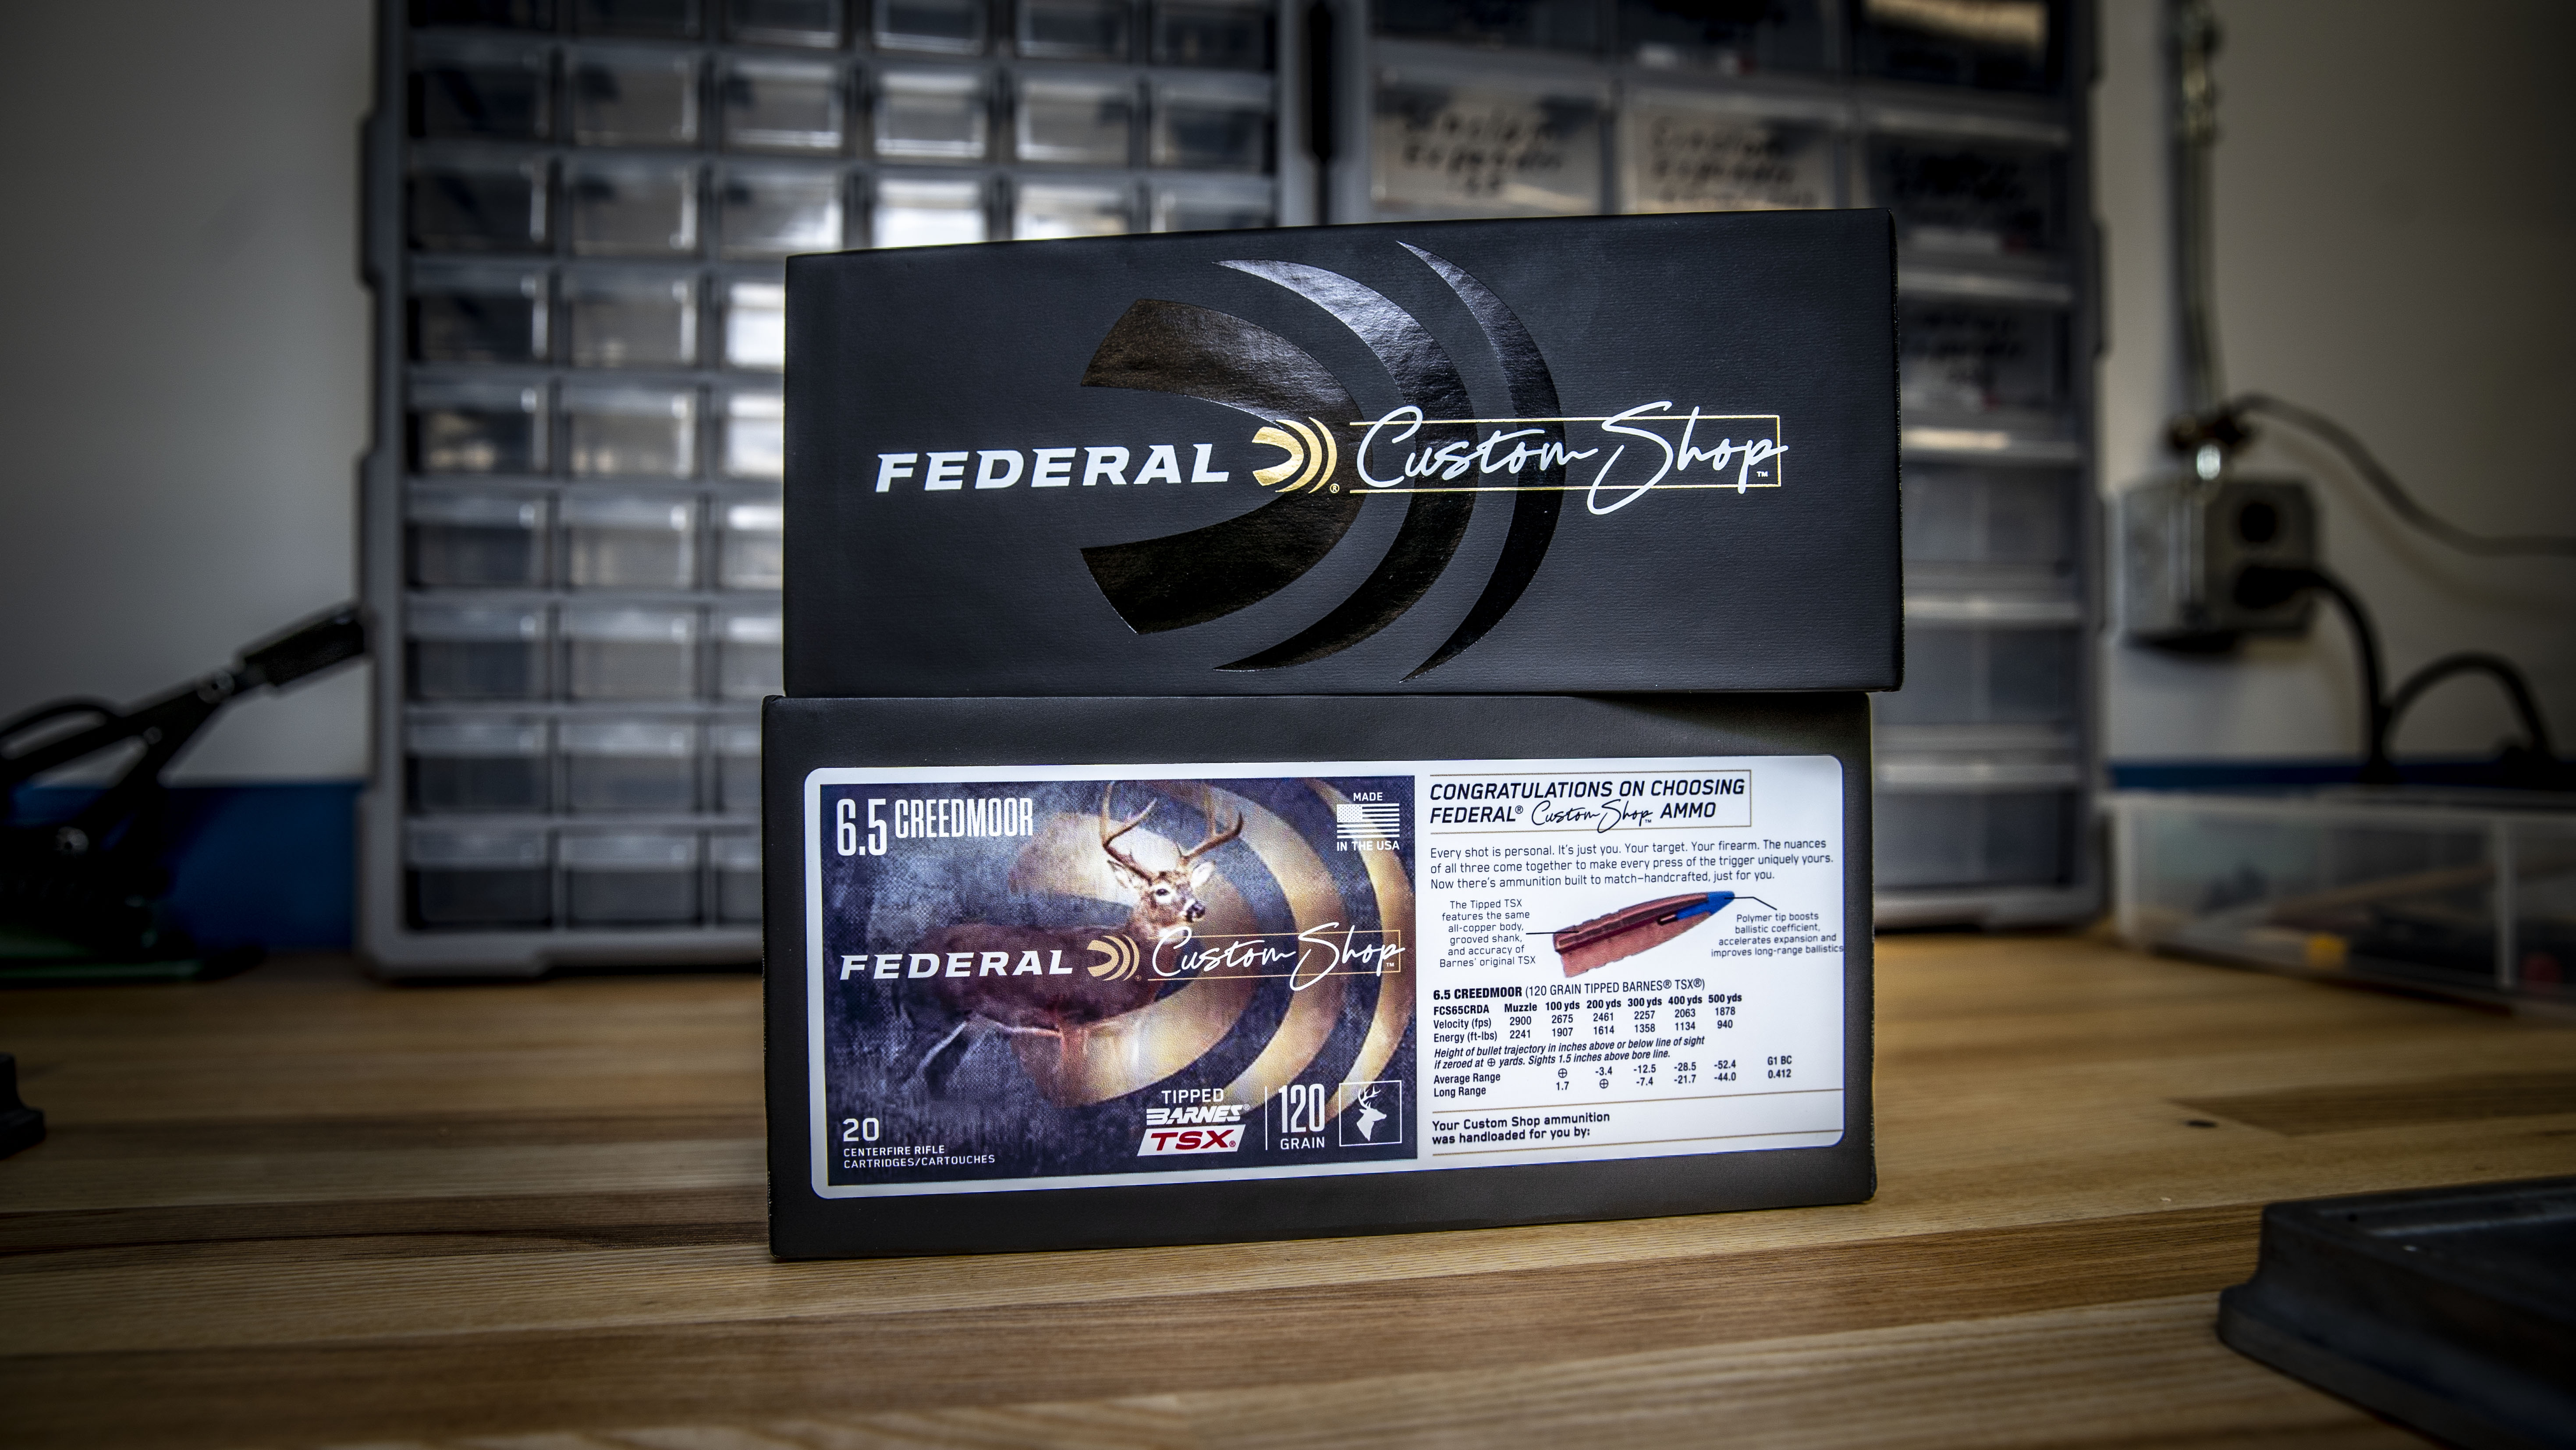 FEDERAL ® Custom Shop ™
6.5 CREEDMOOR
MADE
IN THE USA
FEDERAL ® Custom Shop ™
20
CENTERFIRE RIFLE
CARTRIDGES/CARTOUCHES
TIPPED
BARNES®
TSX®
120
GRAIN
CONGRATULATIONS ON CHOOSING
FEDERAL® Custom Shop™ AMMO
Every shot is personal. It's just you. Your target. Your firearm. The nuances
of all three come together to make every press of the trigger uniquely yours.
Now there's ammunition built to match–handcrafted, just for you.
The Tipped TSX
features the same
all-copper body,
grooved shank,
and accuracy of
Barnes' original TSX
Polymer tip boosts
ballistic coefficient,
accelerates expansion and
improves long-range ballistics
6.5 CREEDMOOR (120 GRAIN TIPPED BARNES® TSX®)
FCS65CRDA Muzzle 100 yds 200 yds 300 yds 400 yds 500 yds
Velocity (fps) 2900 2675 2461 2257 2063 1878
Energy (ft-lbs) 2241 1907 1614 1358 1134 940
Height of bullet trajectory in inches above or below line of sight
if zeroed at ⊕ yards. Sights 1.5 inches above bore line.
G1 BC
Average Range ⊕ -3.4 -12.5 -28.5 -52.4 0.412
Long Range 1.7 ⊕ -7.4 -21.7 -44.0
Your Custom Shop ammunition
was handloaded for you by: